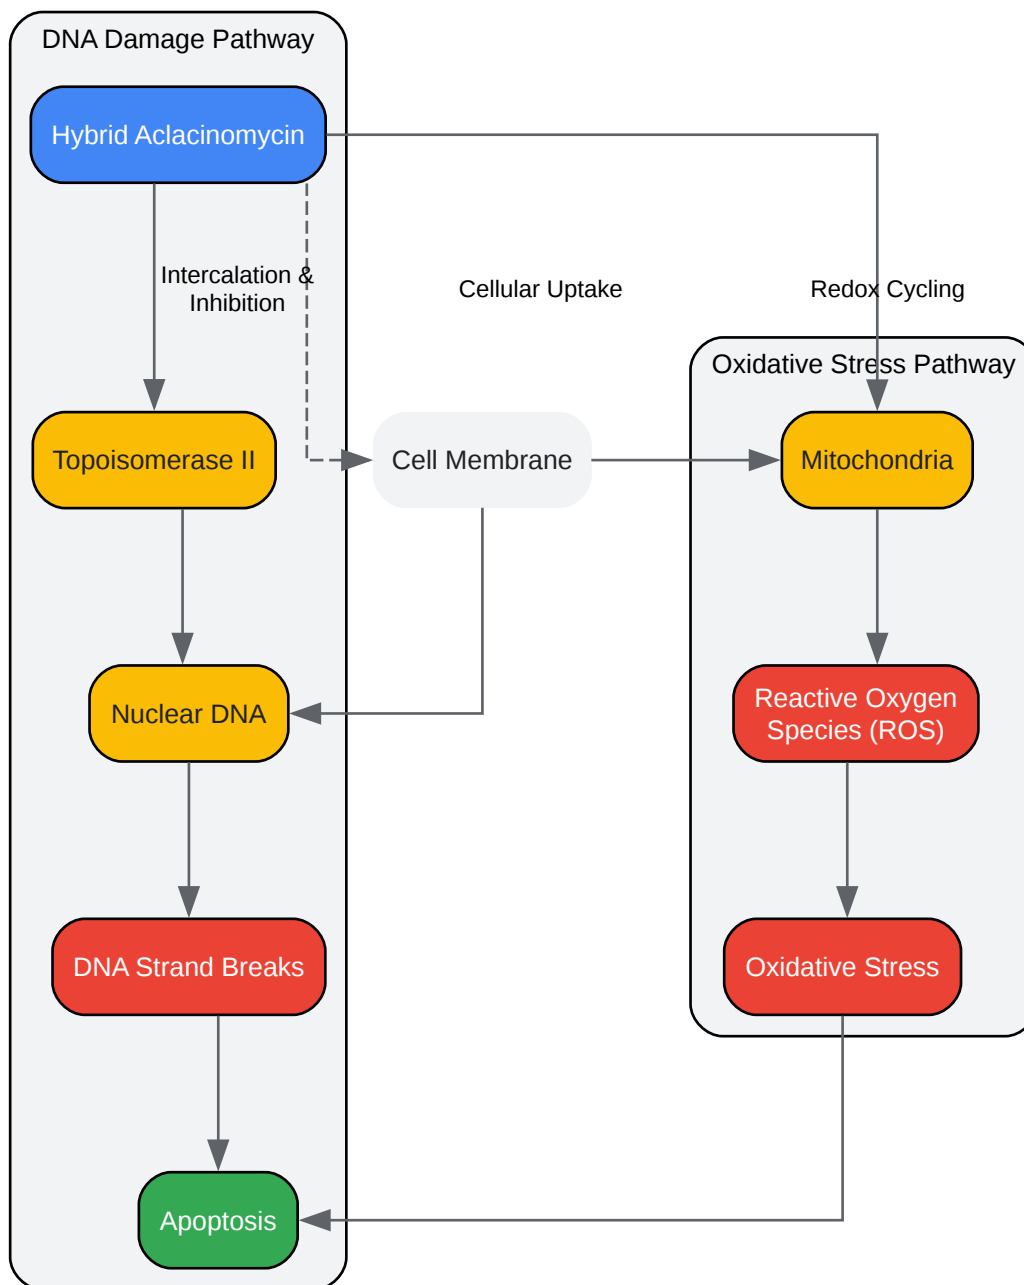 DNA Damage Pathway
Hybrid Aclacinomycin
Intercalation &
Inhibition
Cellular Uptake
Redox Cycling
Oxidative Stress Pathway
Topoisomerase II
Cell Membrane
Mitochondria
Nuclear DNA
Reactive Oxygen
Species (ROS)
DNA Strand Breaks
Oxidative Stress
Apoptosis